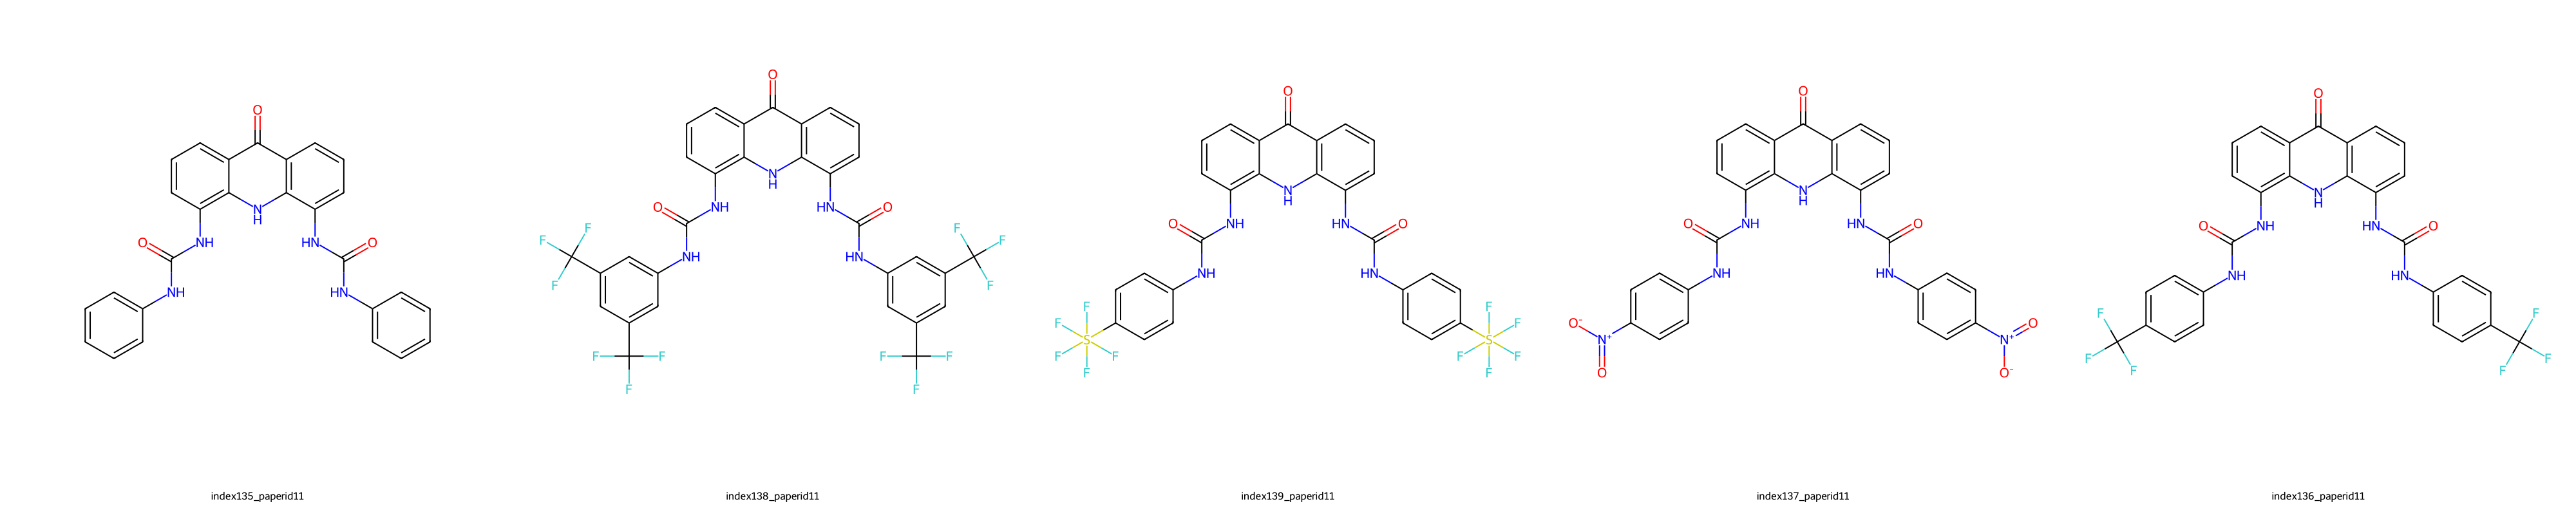 index135_paperid11
index138_paperid11
index139_paperid11
index137_paperid11
index136_paperid11
O
N
H
O
NH
NH
O
HN
HN
O
N
H
O
NH
NH
O
HN
HN
F
F
F
F
F
F
F
F
F
F
F
F
O
N
H
O
NH
NH
O
HN
HN
F
F
S
F
F
F
F
F
S
F
F
F
O
N
H
O
NH
NH
O
HN
HN
O-
N+
O
N+
O
O-
O
N
H
O
NH
NH
O
HN
HN
F
F
F
F
F
F